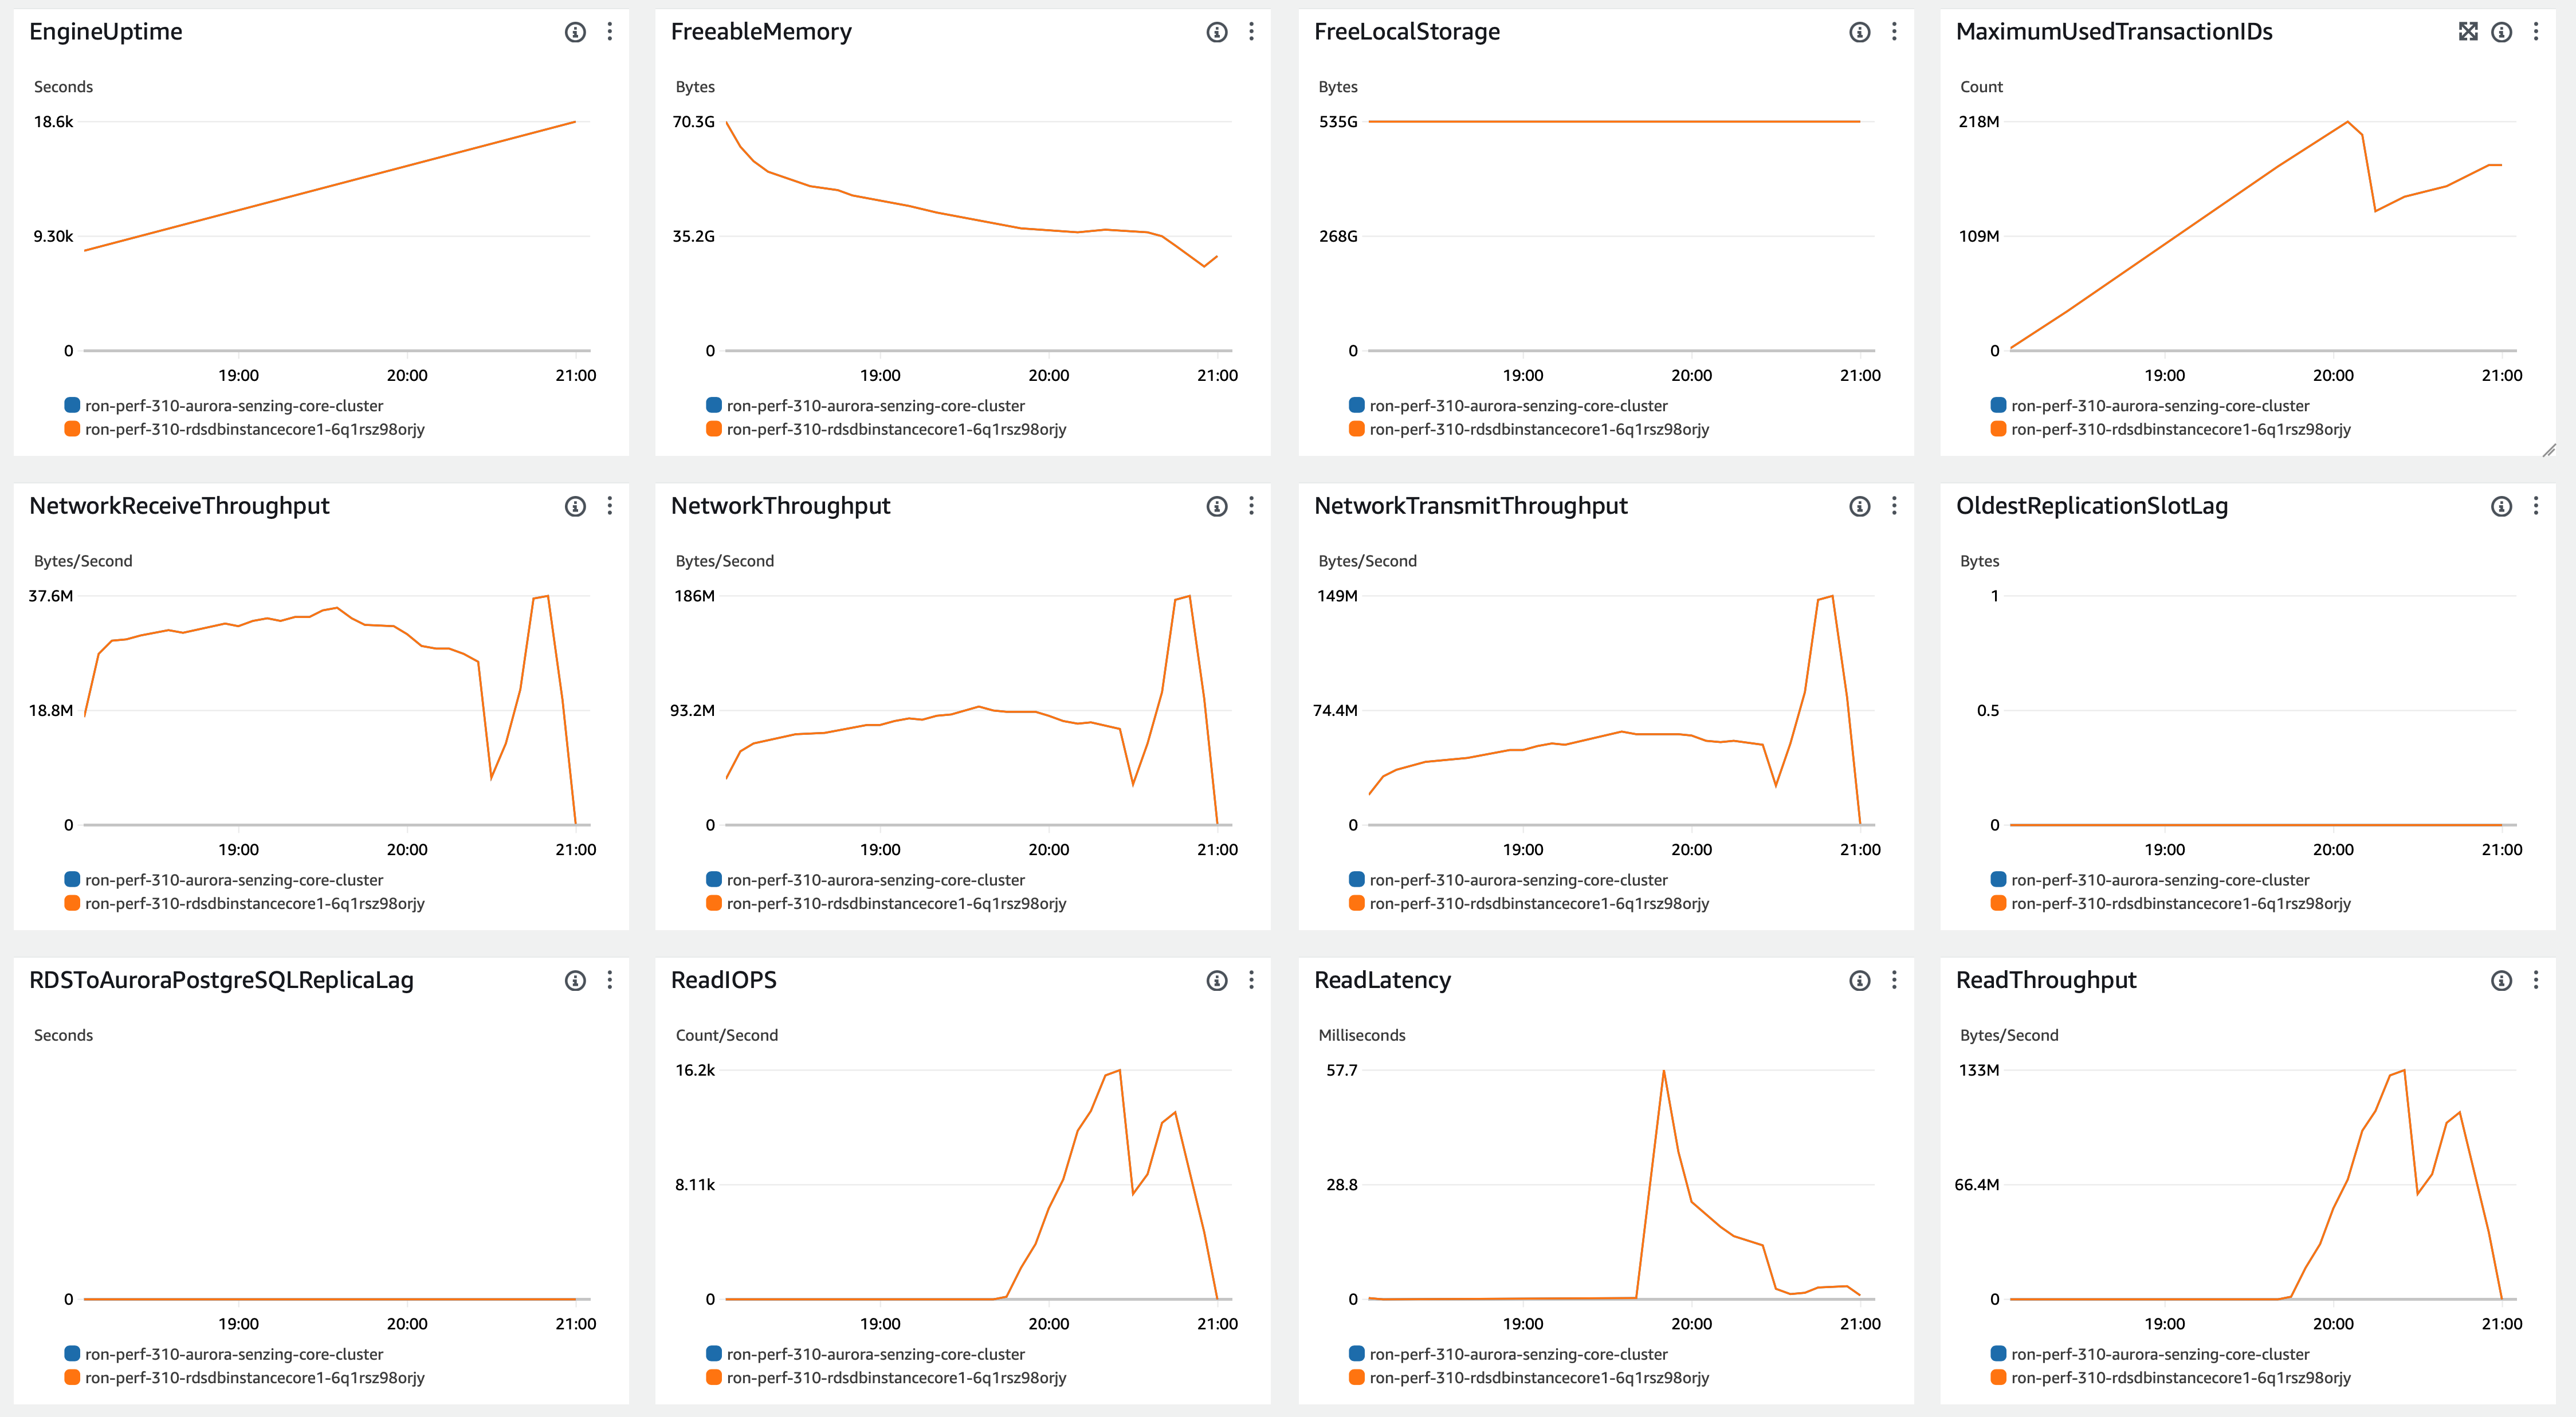 EngineUptime
Seconds
18.6k
9.30k
0
19:00 20:00 21:00
ron-perf-310-aurora-senzing-core-cluster
ron-perf-310-rdsdbinstancecore1-6q1rsz98orjy
FreeableMemory
Bytes
70.3G
35.2G
0
19:00 20:00 21:00
ron-perf-310-aurora-senzing-core-cluster
ron-perf-310-rdsdbinstancecore1-6q1rsz98orjy
FreeLocalStorage
Bytes
535G
268G
0
19:00 20:00 21:00
ron-perf-310-aurora-senzing-core-cluster
ron-perf-310-rdsdbinstancecore1-6q1rsz98orjy
MaximumUsedTransactionIDs
Count
218M
109M
0
19:00 20:00 21:00
ron-perf-310-aurora-senzing-core-cluster
ron-perf-310-rdsdbinstancecore1-6q1rsz98orjy
NetworkReceiveThroughput
Bytes/Second
37.6M
18.8M
0
19:00 20:00 21:00
ron-perf-310-aurora-senzing-core-cluster
ron-perf-310-rdsdbinstancecore1-6q1rsz98orjy
NetworkThroughput
Bytes/Second
186M
93.2M
0
19:00 20:00 21:00
ron-perf-310-aurora-senzing-core-cluster
ron-perf-310-rdsdbinstancecore1-6q1rsz98orjy
NetworkTransmitThroughput
Bytes/Second
149M
74.4M
0
19:00 20:00 21:00
ron-perf-310-aurora-senzing-core-cluster
ron-perf-310-rdsdbinstancecore1-6q1rsz98orjy
OldestReplicationSlotLag
Bytes
1
0.5
0
19:00 20:00 21:00
ron-perf-310-aurora-senzing-core-cluster
ron-perf-310-rdsdbinstancecore1-6q1rsz98orjy
RDSToAuroraPostgreSQLReplicaLag
Seconds
0
19:00 20:00 21:00
ron-perf-310-aurora-senzing-core-cluster
ron-perf-310-rdsdbinstancecore1-6q1rsz98orjy
ReadIOPS
Count/Second
16.2k
8.11k
0
19:00 20:00 21:00
ron-perf-310-aurora-senzing-core-cluster
ron-perf-310-rdsdbinstancecore1-6q1rsz98orjy
ReadLatency
Milliseconds
57.7
28.8
0
19:00 20:00 21:00
ron-perf-310-aurora-senzing-core-cluster
ron-perf-310-rdsdbinstancecore1-6q1rsz98orjy
ReadThroughput
Bytes/Second
133M
66.4M
0
19:00 20:00 21:00
ron-perf-310-aurora-senzing-core-cluster
ron-perf-310-rdsdbinstancecore1-6q1rsz98orjy